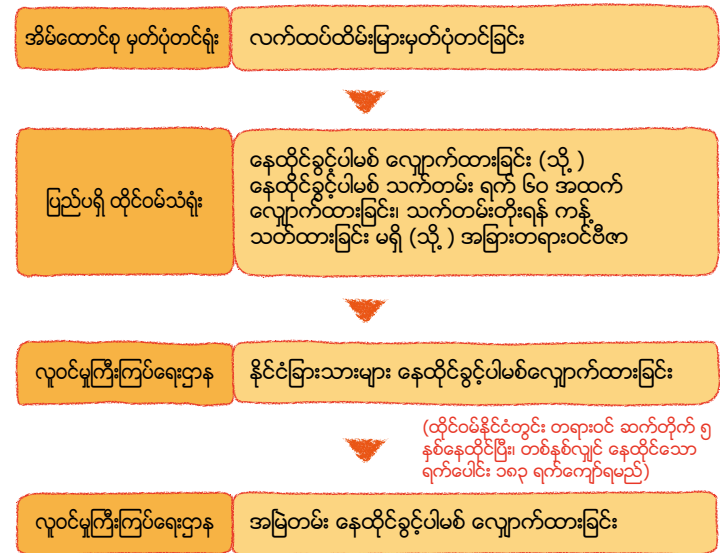 အိမ်ထောင်စု မှတ်ပုံတင်ရုံး
လက်ထပ်ထိမ်းမြားမှတ်ပုံတင်ခြင်း
ပြည်ပရှိ ထိုင်ဝမ်သံရုံး
နေထိုင်ခွင့်ပါမစ် လျှောက်ထားခြင်း (သို့ )
နေထိုင်ခွင့်ပါမစ် သက်တမ်း ရက် ၆ဝ အထက်
လျှောက်ထားခြင်း၊ သက်တမ်းတိုးရန် ကန့်
သတ်ထားခြင်း မရှိ (သို့ ) အခြားတရားဝင်ဗီဇာ
လူဝင်မှုကြီးကြပ်ရေးဌာန
နိုင်ငံခြားသားများ နေထိုင်ခွင့်ပါမစ်လျှောက်ထားခြင်း
(ထိုင်ဝမ်နိုင်ငံတွင်း တရားဝင် ဆက်တိုက် ၅
နှစ်နေထိုင်ပြီး၊ တစ်နှစ်လျှင် နေထိုင်သော
ရက်ပေါင်း ၁၈၃ ရက်ကျော်ရမည်)
လူဝင်မှုကြီးကြပ်ရေးဌာန
အမြဲတမ်း နေထိုင်ခွင့်ပါမစ် လျှောက်ထားခြင်း